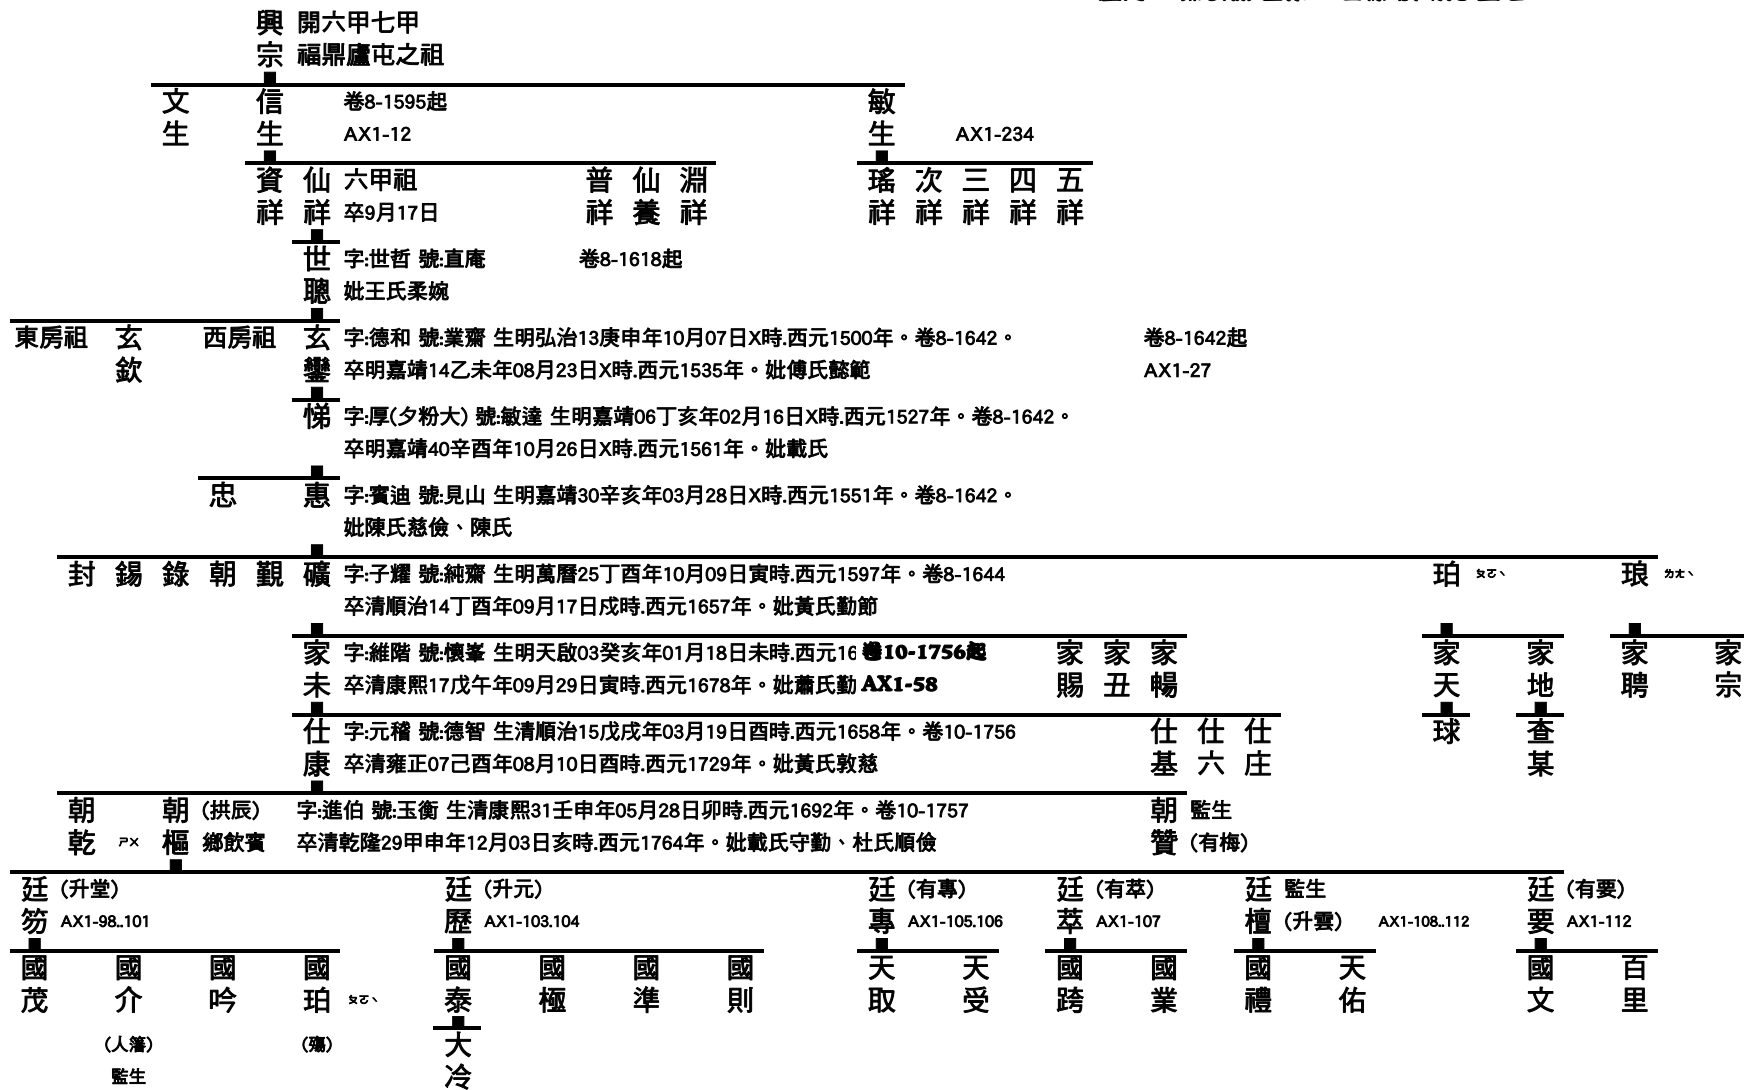 興宗 開六甲七甲
福鼎廬屯之祖
文生 信生 卷8-1595起 敏生
AX1-12 AX1-234
資祥 仙祥 六甲祖 普祥 仙養 淵祥 瑤祥 次祥 三祥 四祥 五祥
卒9月17日
世聰 字:世哲 號:直庵 卷8-1618起
妣王氏柔婉
東房祖 玄欽 西房祖 玄鑾 字:德和 號:業齋 生明弘治13庚申年10月07日X時.西元1500年。卷8-1642。 卷8-1642起
卒明嘉靖14乙未年08月23日X時.西元1535年。妣傅氏懿範 AX1-27
悌 字:厚(夕粉大) 號:敏達 生明嘉靖06丁亥年02月16日X時.西元1527年。卷8-1642。
卒明嘉靖40辛酉年10月26日X時.西元1561年。妣戴氏
忠 惠 字:賓迪 號:見山 生明嘉靖30辛亥年03月28日X時.西元1551年。卷8-1642。
妣陳氏慈儉、陳氏
封 錫 錄 朝 覲 礦 字:子耀 號:純齋 生明萬曆25丁酉年10月09日寅時.西元1597年。卷8-1644 珀 ㄆㄛˋ 琅 ㄌㄤˋ
卒清順治14丁酉年09月17日戌時.西元1657年。妣黃氏勤節
家未 字:維階 號:懷峯 生明天啟03癸亥年01月18日未時.西元16 卷10-1756起 家賜 家丑 家暢 家天 家地 家聘 家宗
卒清康熙17戊午年09月29日寅時.西元1678年。妣蕭氏勤 AX1-58
仕康 字:元稽 號:德智 生清順治15戊戌年03月19日酉時.西元1658年。卷10-1756 仕基 仕六 仕庄 球 查某
卒清雍正07己酉年08月10日酉時.西元1729年。妣黃氏敦慈
朝乾 ㄕㄨ 朝樞 (拱辰) 字:進伯 號:玉衡 生清康熙31壬申年05月28日卯時.西元1692年。卷10-1757 朝贊 監生
鄉飲賓 卒清乾隆29甲申年12月03日亥時.西元1764年。妣戴氏守勤、杜氏順儉 (有梅)
廷笏 (升堂) 廷歷 (升元) 廷專 (有專) 廷萃 (有萃) 廷檀 監生 廷要 (有要)
AX1-98..101 AX1-103.104 AX1-105.106 AX1-107 (升雲) AX1-108..112 AX1-112
國茂 國介 國吟 國珀 ㄆㄛˋ 國泰 國極 國準 國則 天取 天受 國跨 國業 國禮 天佑 國文 百里
(人籓) (殤) 大冷
監生